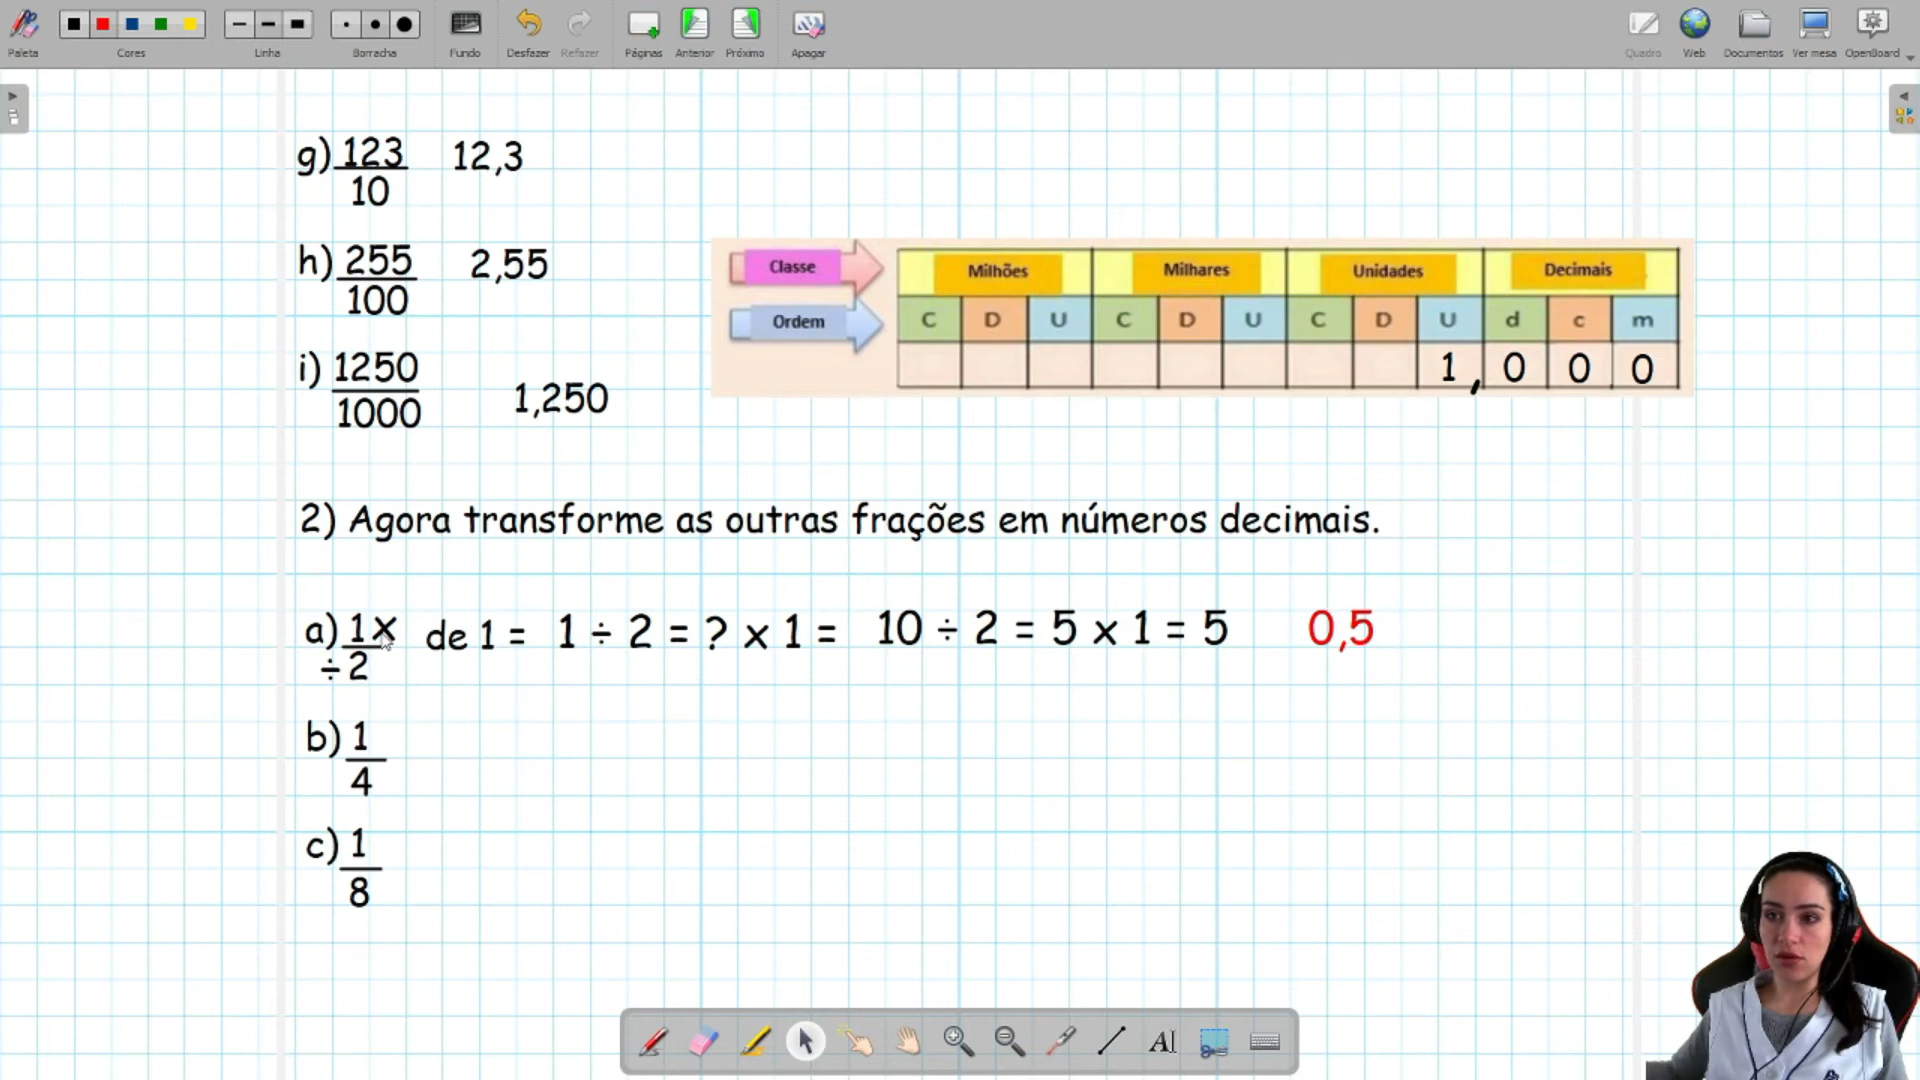 Paleta
Cores
Linha
Borracha
Fundo
Desfazer
Refazer
Páginas
Anterior
Próximo
Apagar
Quadro
Web
Documentos
Ver mesa
OpenBoard
g) 123
10
12,3
h) 255
100
2,55
i) 1250
1000
1,250
Classe
Milhões
Milhares
Unidades
Decimais
Ordem
C D U C D U C D U d c m
1 , 0 0 0
2) Agora transforme as outras frações em números decimais.
a) 1 x de 1 = 1 ÷ 2 = ? x 1 = 10 ÷ 2 = 5 x 1 = 5 0,5
÷ 2
b) 1
4
c) 1
8